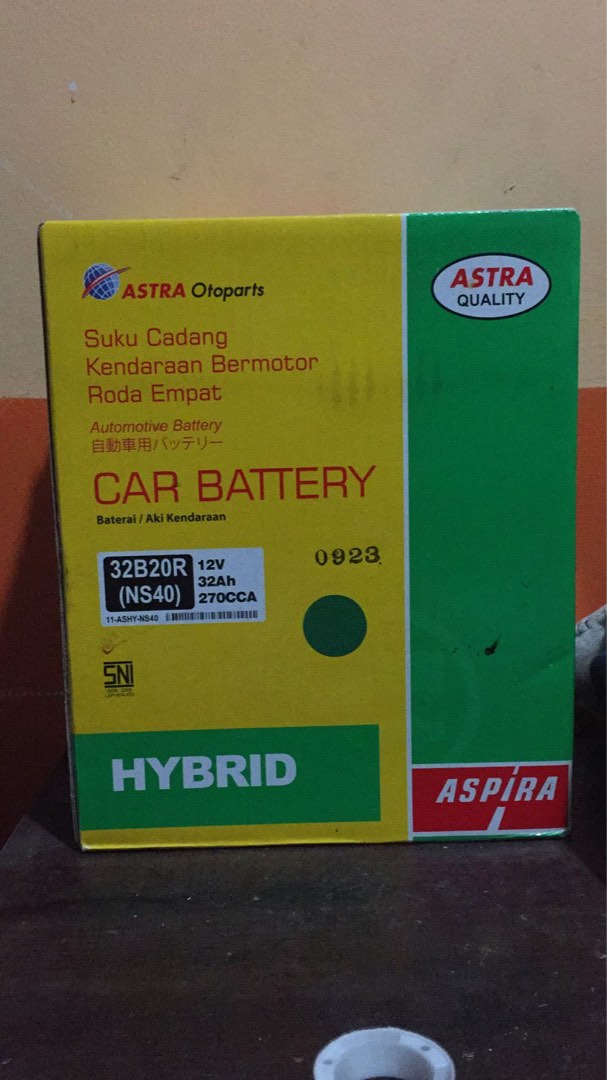 ASTRA Otoparts
ASTRA
QUALITY
Suku Cadang
Kendaraan Bermotor
Roda Empat
Automotive Battery
自動車用バッテリー
CAR BATTERY
Baterai / Aki Kendaraan
32B20R
(NS40)
12V
32Ah
270CCA
11-ASHY-NS40
0923
SNI
HYBRID
ASPIRA